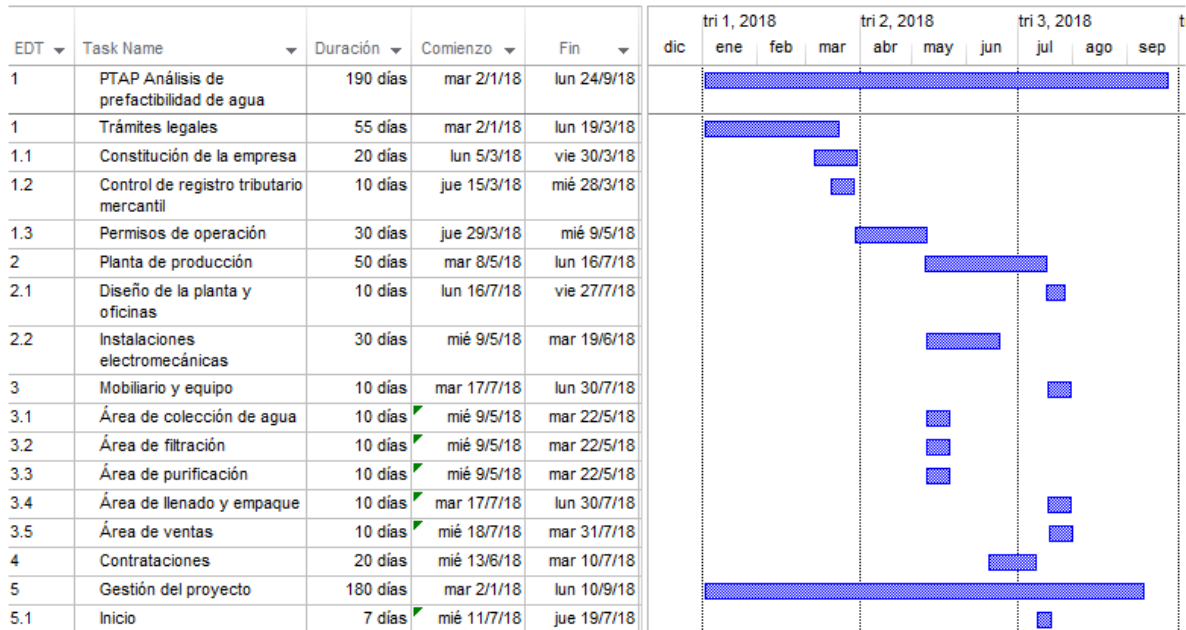 tri 1, 2018 tri 2, 2018 tri 3, 2018 t
EDT Task Name Duración Comienzo Fin dic ene feb mar abr may jun jul ago sep
1 PTAP Análisis de 190 días mar 2/1/18 lun 24/9/18
prefactibilidad de agua
1 Trámites legales 55 días mar 2/1/18 lun 19/3/18
1.1 Constitución de la empresa 20 días lun 5/3/18 vie 30/3/18
1.2 Control de registro tributario 10 días jue 15/3/18 mié 28/3/18
mercantil
1.3 Permisos de operación 30 días jue 29/3/18 mié 9/5/18
2 Planta de producción 50 días mar 8/5/18 lun 16/7/18
2.1 Diseño de la planta y 10 días lun 16/7/18 vie 27/7/18
oficinas
2.2 Instalaciones 30 días mié 9/5/18 mar 19/6/18
electromecánicas
3 Mobiliario y equipo 10 días mar 17/7/18 lun 30/7/18
3.1 Área de colección de agua 10 días mié 9/5/18 mar 22/5/18
3.2 Área de filtración 10 días mié 9/5/18 mar 22/5/18
3.3 Área de purificación 10 días mié 9/5/18 mar 22/5/18
3.4 Área de llenado y empaque 10 días mar 17/7/18 lun 30/7/18
3.5 Área de ventas 10 días mié 18/7/18 mar 31/7/18
4 Contrataciones 20 días mié 13/6/18 mar 10/7/18
5 Gestión del proyecto 180 días mar 2/1/18 lun 10/9/18
5.1 Inicio 7 días mié 11/7/18 jue 19/7/18